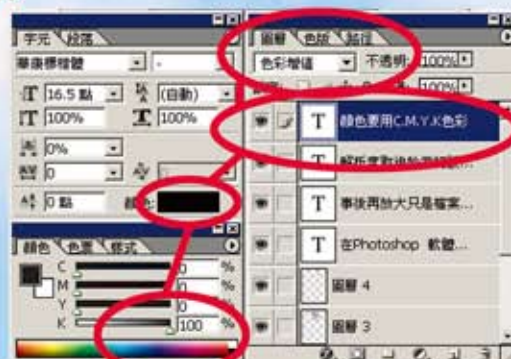 字元 段落
華康標楷體 -
16.5 點 (自動)
100% 100%
0%
0
0 點 顏色:
顏色 色票 樣式
C 0 %
M 0 %
Y 0 %
K 100 %
圖層 色版 路徑
色彩增值 不透明: 100%
100%
T 顏色要用C.M.Y.K色彩
T
T 事後再放大只是檔案...
T 在Photoshop 軟體...
圖層 4
圖層 3